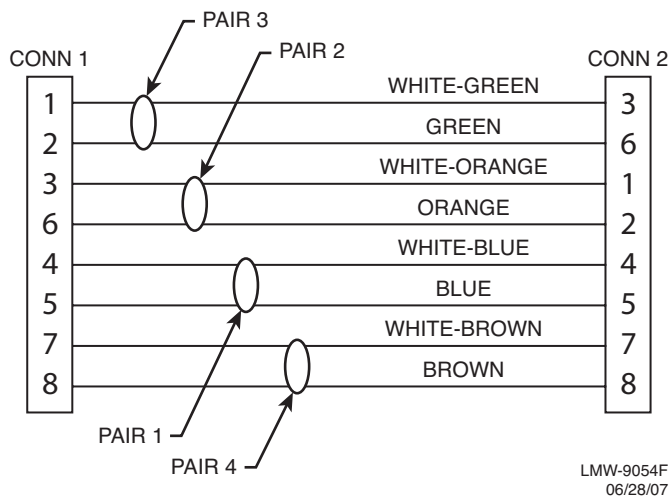 PAIR 3
PAIR 2
CONN 1
CONN 2
1 WHITE-GREEN 3
2 GREEN 6
3 WHITE-ORANGE 1
6 ORANGE 2
4 WHITE-BLUE 4
5 BLUE 5
7 WHITE-BROWN 7
8 BROWN 8
PAIR 1
PAIR 4
LMW-9054F
06/28/07